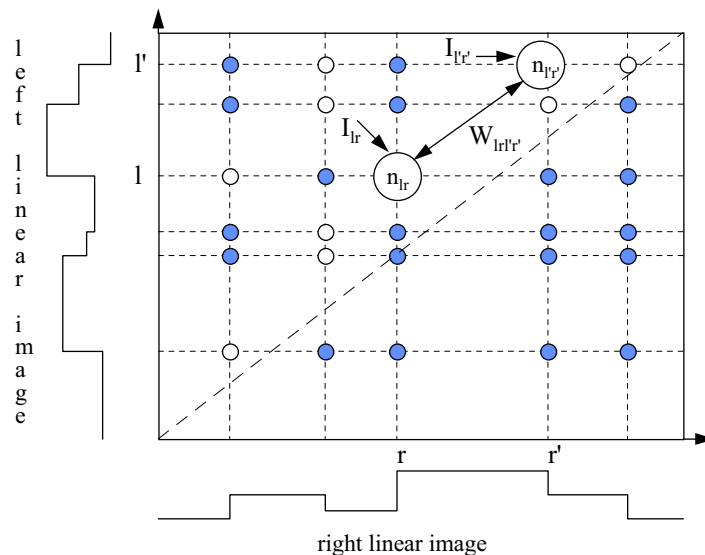 left linear image
l'
I_l'r'
n_l'r'
I_lr
W_lrl'r'
l
n_lr
r
r'
right linear image